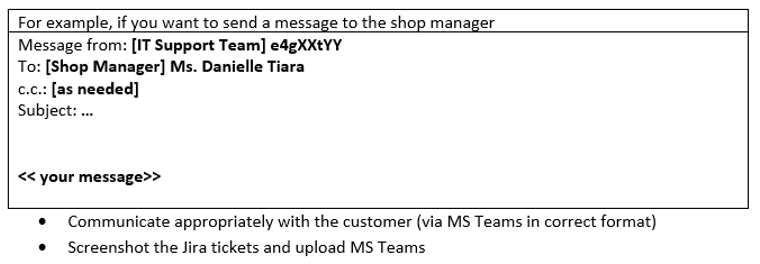 For example, if you want to send a message to the shop manager
Message from: [IT Support Team] e4gXXtYY
To: [Shop Manager] Ms. Danielle Tiara
c.c.: [as needed]
Subject: ...
<< your message>>
• Communicate appropriately with the customer (via MS Teams in correct format)
• Screenshot the Jira tickets and upload MS Teams